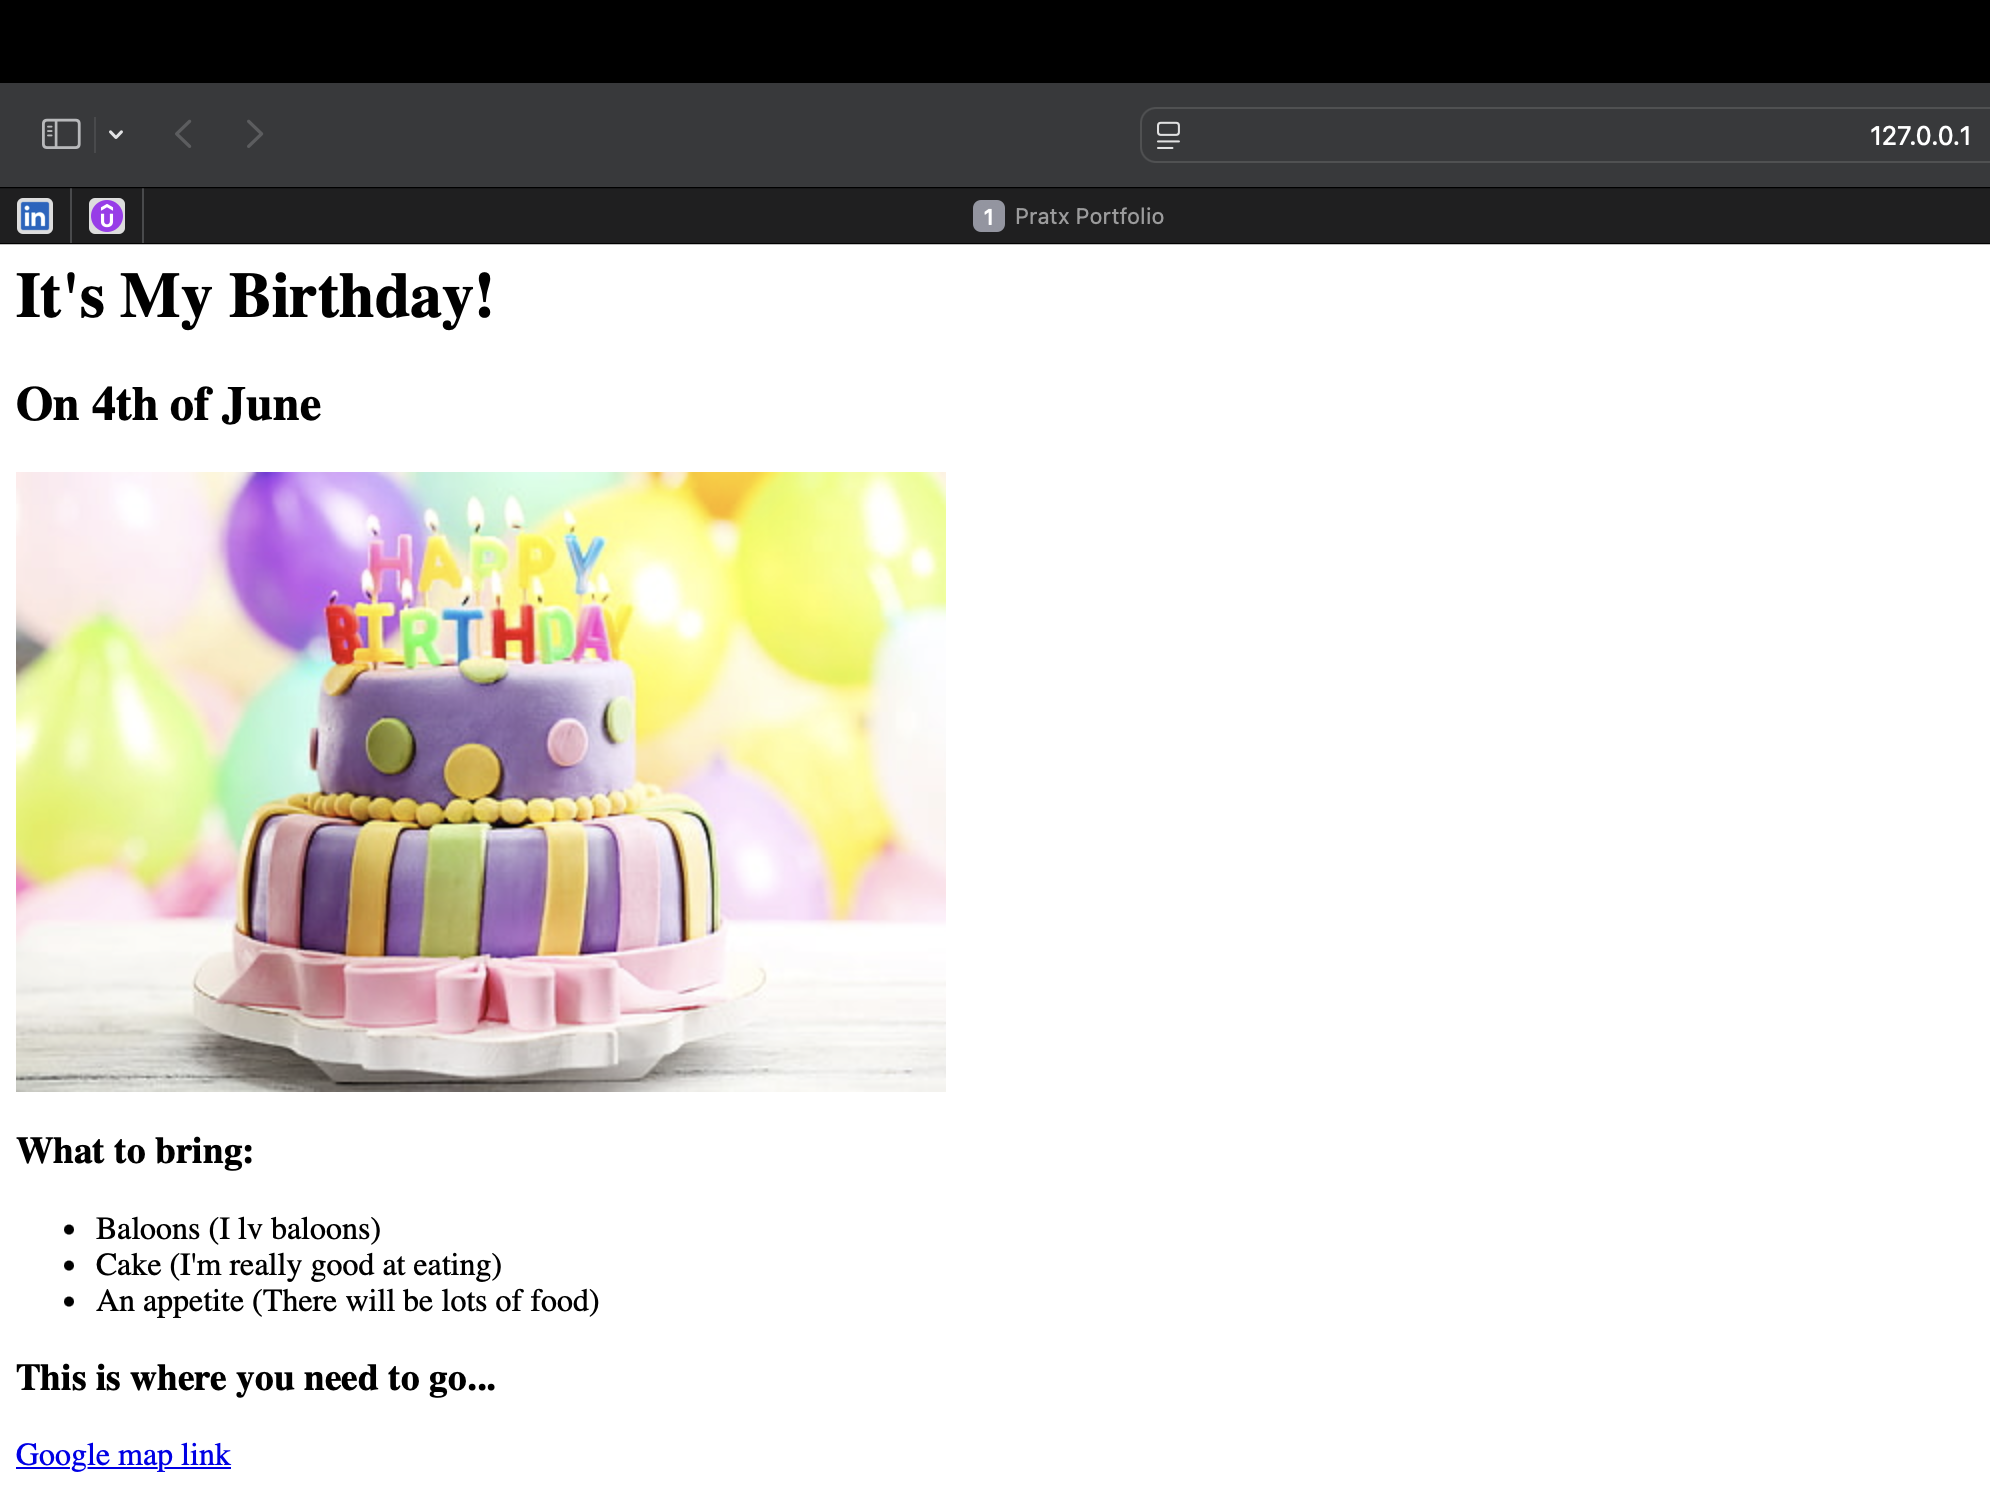 127.0.0.1
in
1 Pratx Portfolio
It's My Birthday!
On 4th of June
HAPPY
BIRTHDAY
What to bring:
Baloons (I lv baloons)
Cake (I'm really good at eating)
An appetite (There will be lots of food)
This is where you need to go...
Google map link